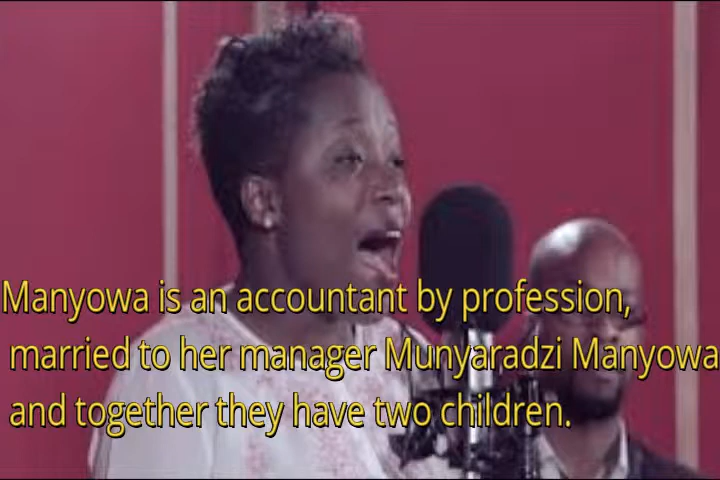 Manyowa is an accountant by profession,
married to her manager Munyaradzi Manyowa
and together they have two children.